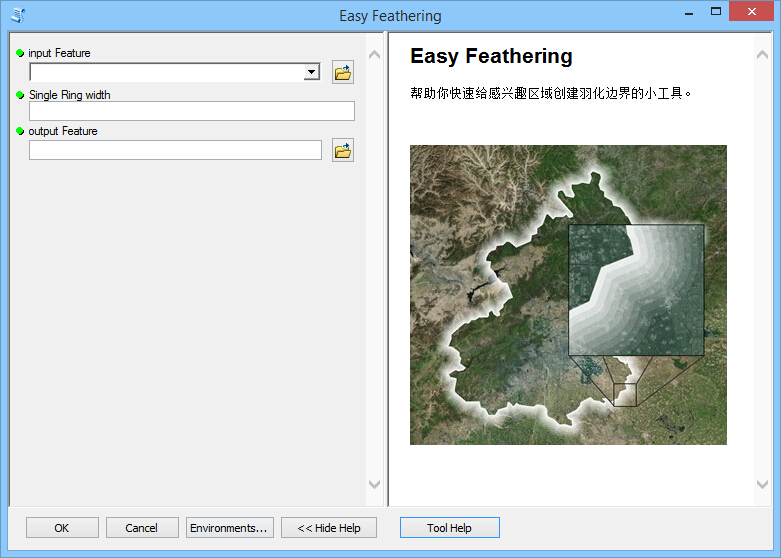 Easy Feathering
input Feature
Single Ring width
output Feature
Easy Feathering
帮助你快速给感兴趣区域创建羽化边界的小工具。
OK
Cancel
Environments...
<< Hide Help
Tool Help